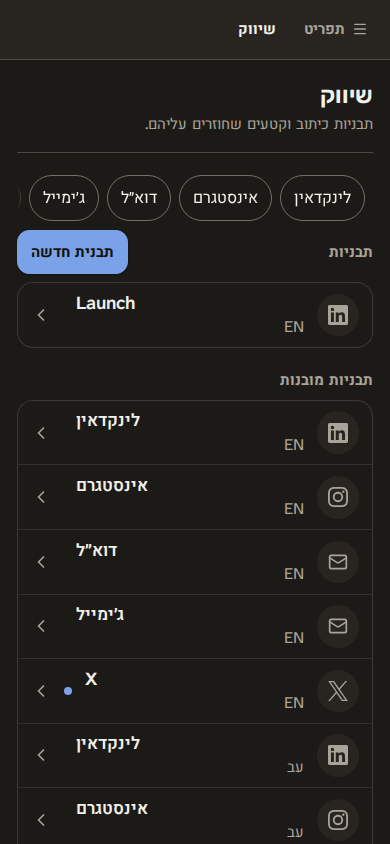 תפריט
שיווק
שיווק
תבניות כיתוב וקטעים שחוזרים עליהם.
לינקדאין
אינסטגרם
דוא״ל
ג׳ימייל
תבניות
תבנית חדשה
Launch
EN
תבניות מובנות
לינקדאין
EN
אינסטגרם
EN
דוא״ל
EN
ג׳ימייל
EN
X
EN
לינקדאין
עב
אינסטגרם
עב